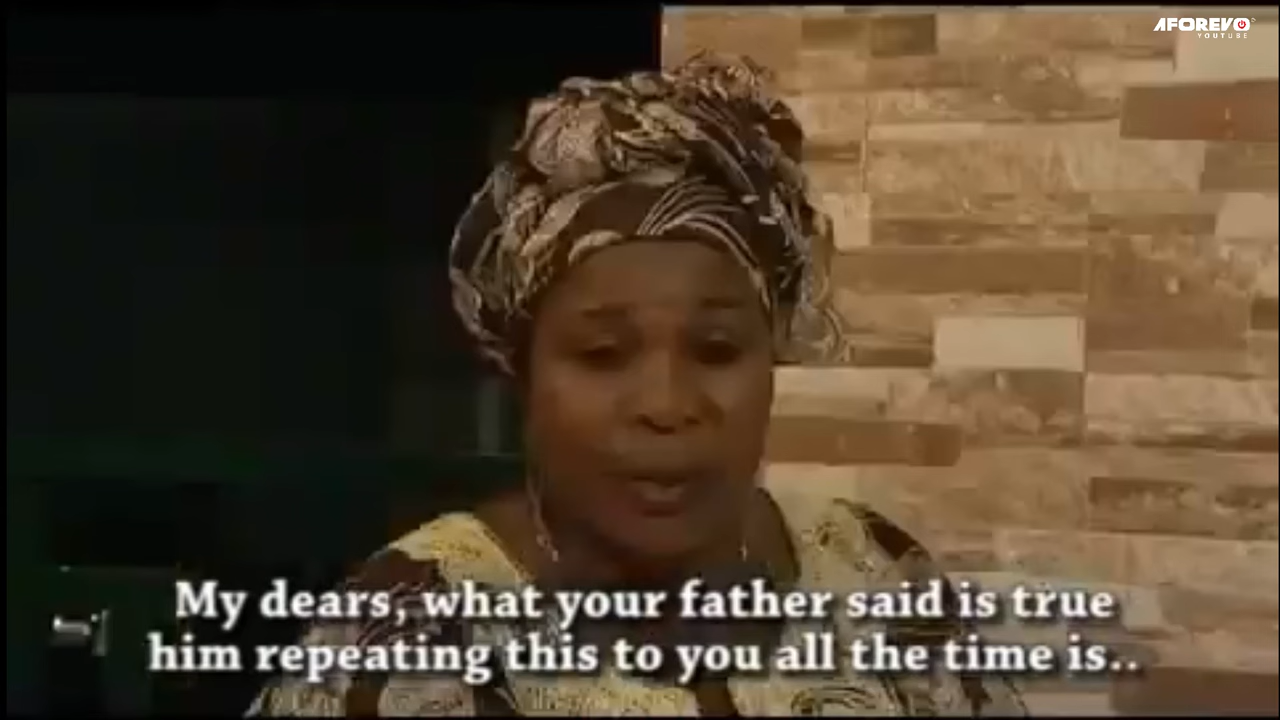 AFOREVO
YOUTUBE
My dears, what your father said is true
him repeating this to you all the time is..